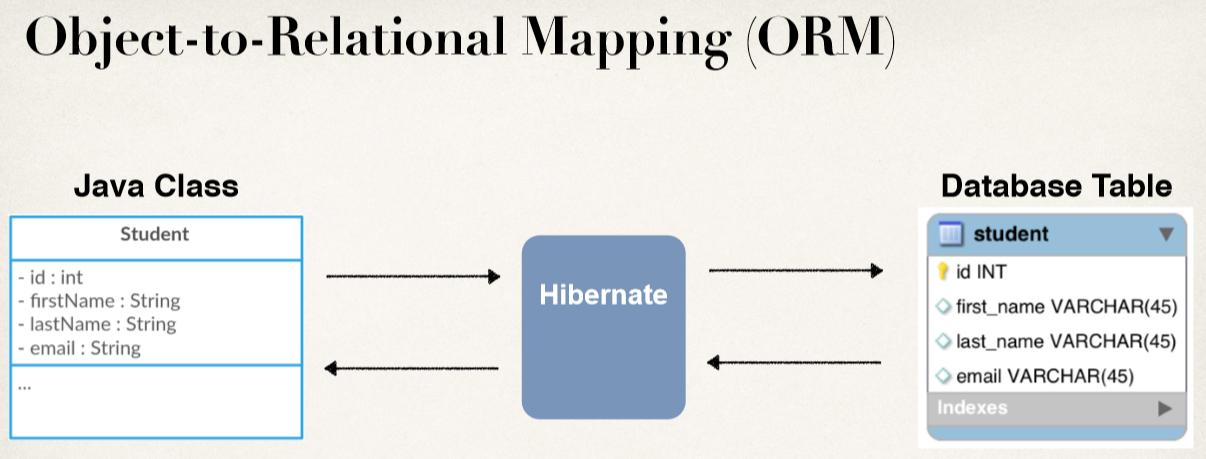 Object-to-Relational Mapping (ORM)
Java Class
Student
- id : int
- firstName : String
- lastName : String
- email : String
...
Hibernate
Database Table
student
id INT
first_name VARCHAR(45)
last_name VARCHAR(45)
email VARCHAR(45)
Indexes